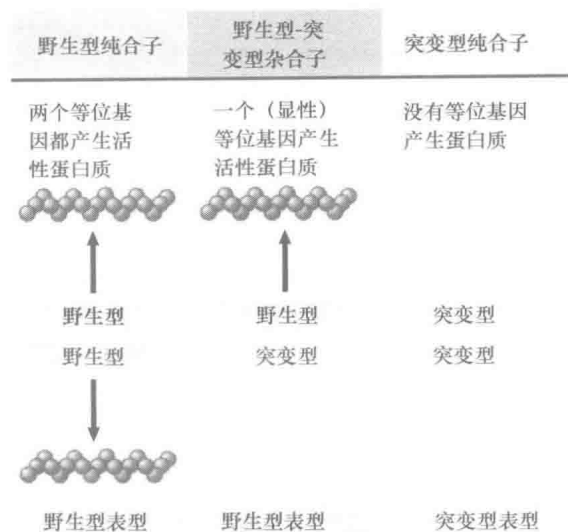 野生型纯合子
野生型-突
变型杂合子
突变型纯合子
两个等位基
因都产生活
性蛋白质
一个（显性）
等位基因产生
活性蛋白质
没有等位基因
产生蛋白质
野生型 野生型 突变型
野生型 突变型 突变型
野生型表型 野生型表型 突变型表型